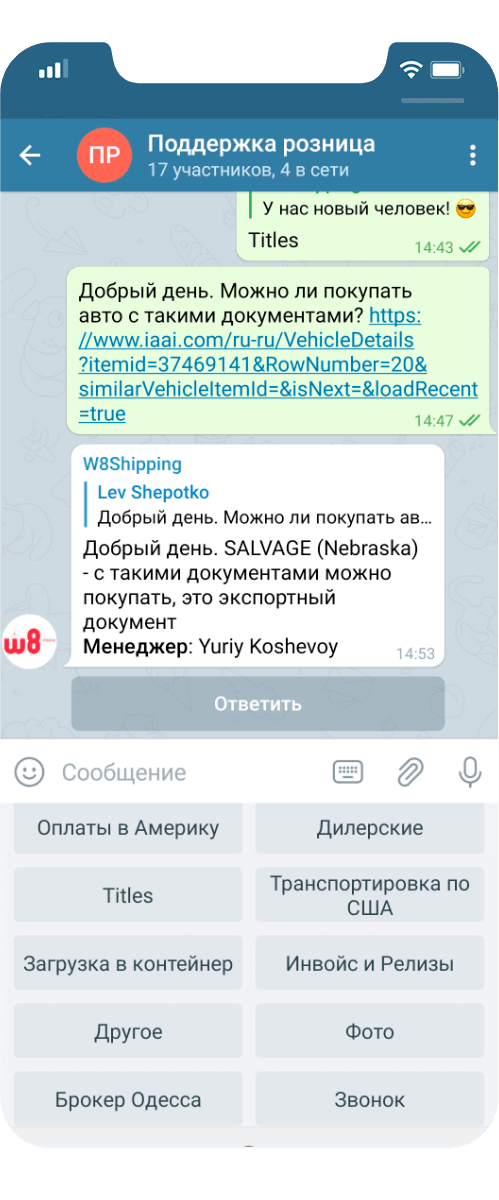 ПР
Поддержка розница
17 участников, 4 в сети
У нас новый человек! 😎
Titles
14:43
Добрый день. Можно ли покупать
авто с такими документами? https:
//www.iaai.com/ru-ru/VehicleDetails
?itemid=37469141&RowNumber=20&
similarVehicleItemId=&isNext=&loadRecent
=true
14:47
W8Shipping
Lev Shepotko
Добрый день. Можно ли покупать ав...
Добрый день. SALVAGE (Nebraska)
- с такими документами можно
покупать, это экспортный
документ
Менеджер: Yuriy Koshevoy
14:53
w8
Ответить
Сообщение
Оплаты в Америку
Дилерские
Titles
Транспортировка по
США
Загрузка в контейнер
Инвойс и Релизы
Другое
Фото
Брокер Одесса
Звонок